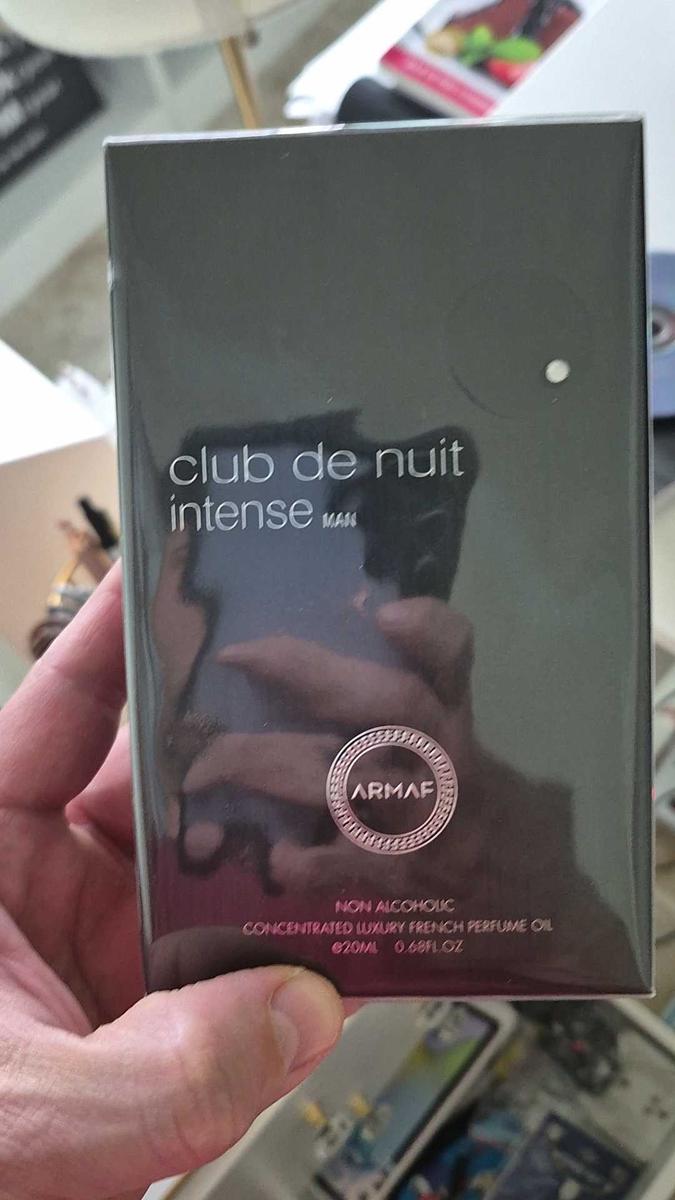 club de nuit
intense MAN
ARMAF
NON ALCOHOLIC
CONCENTRATED LUXURY FRENCH PERFUME OIL
℮20ML 0.68FL.OZ